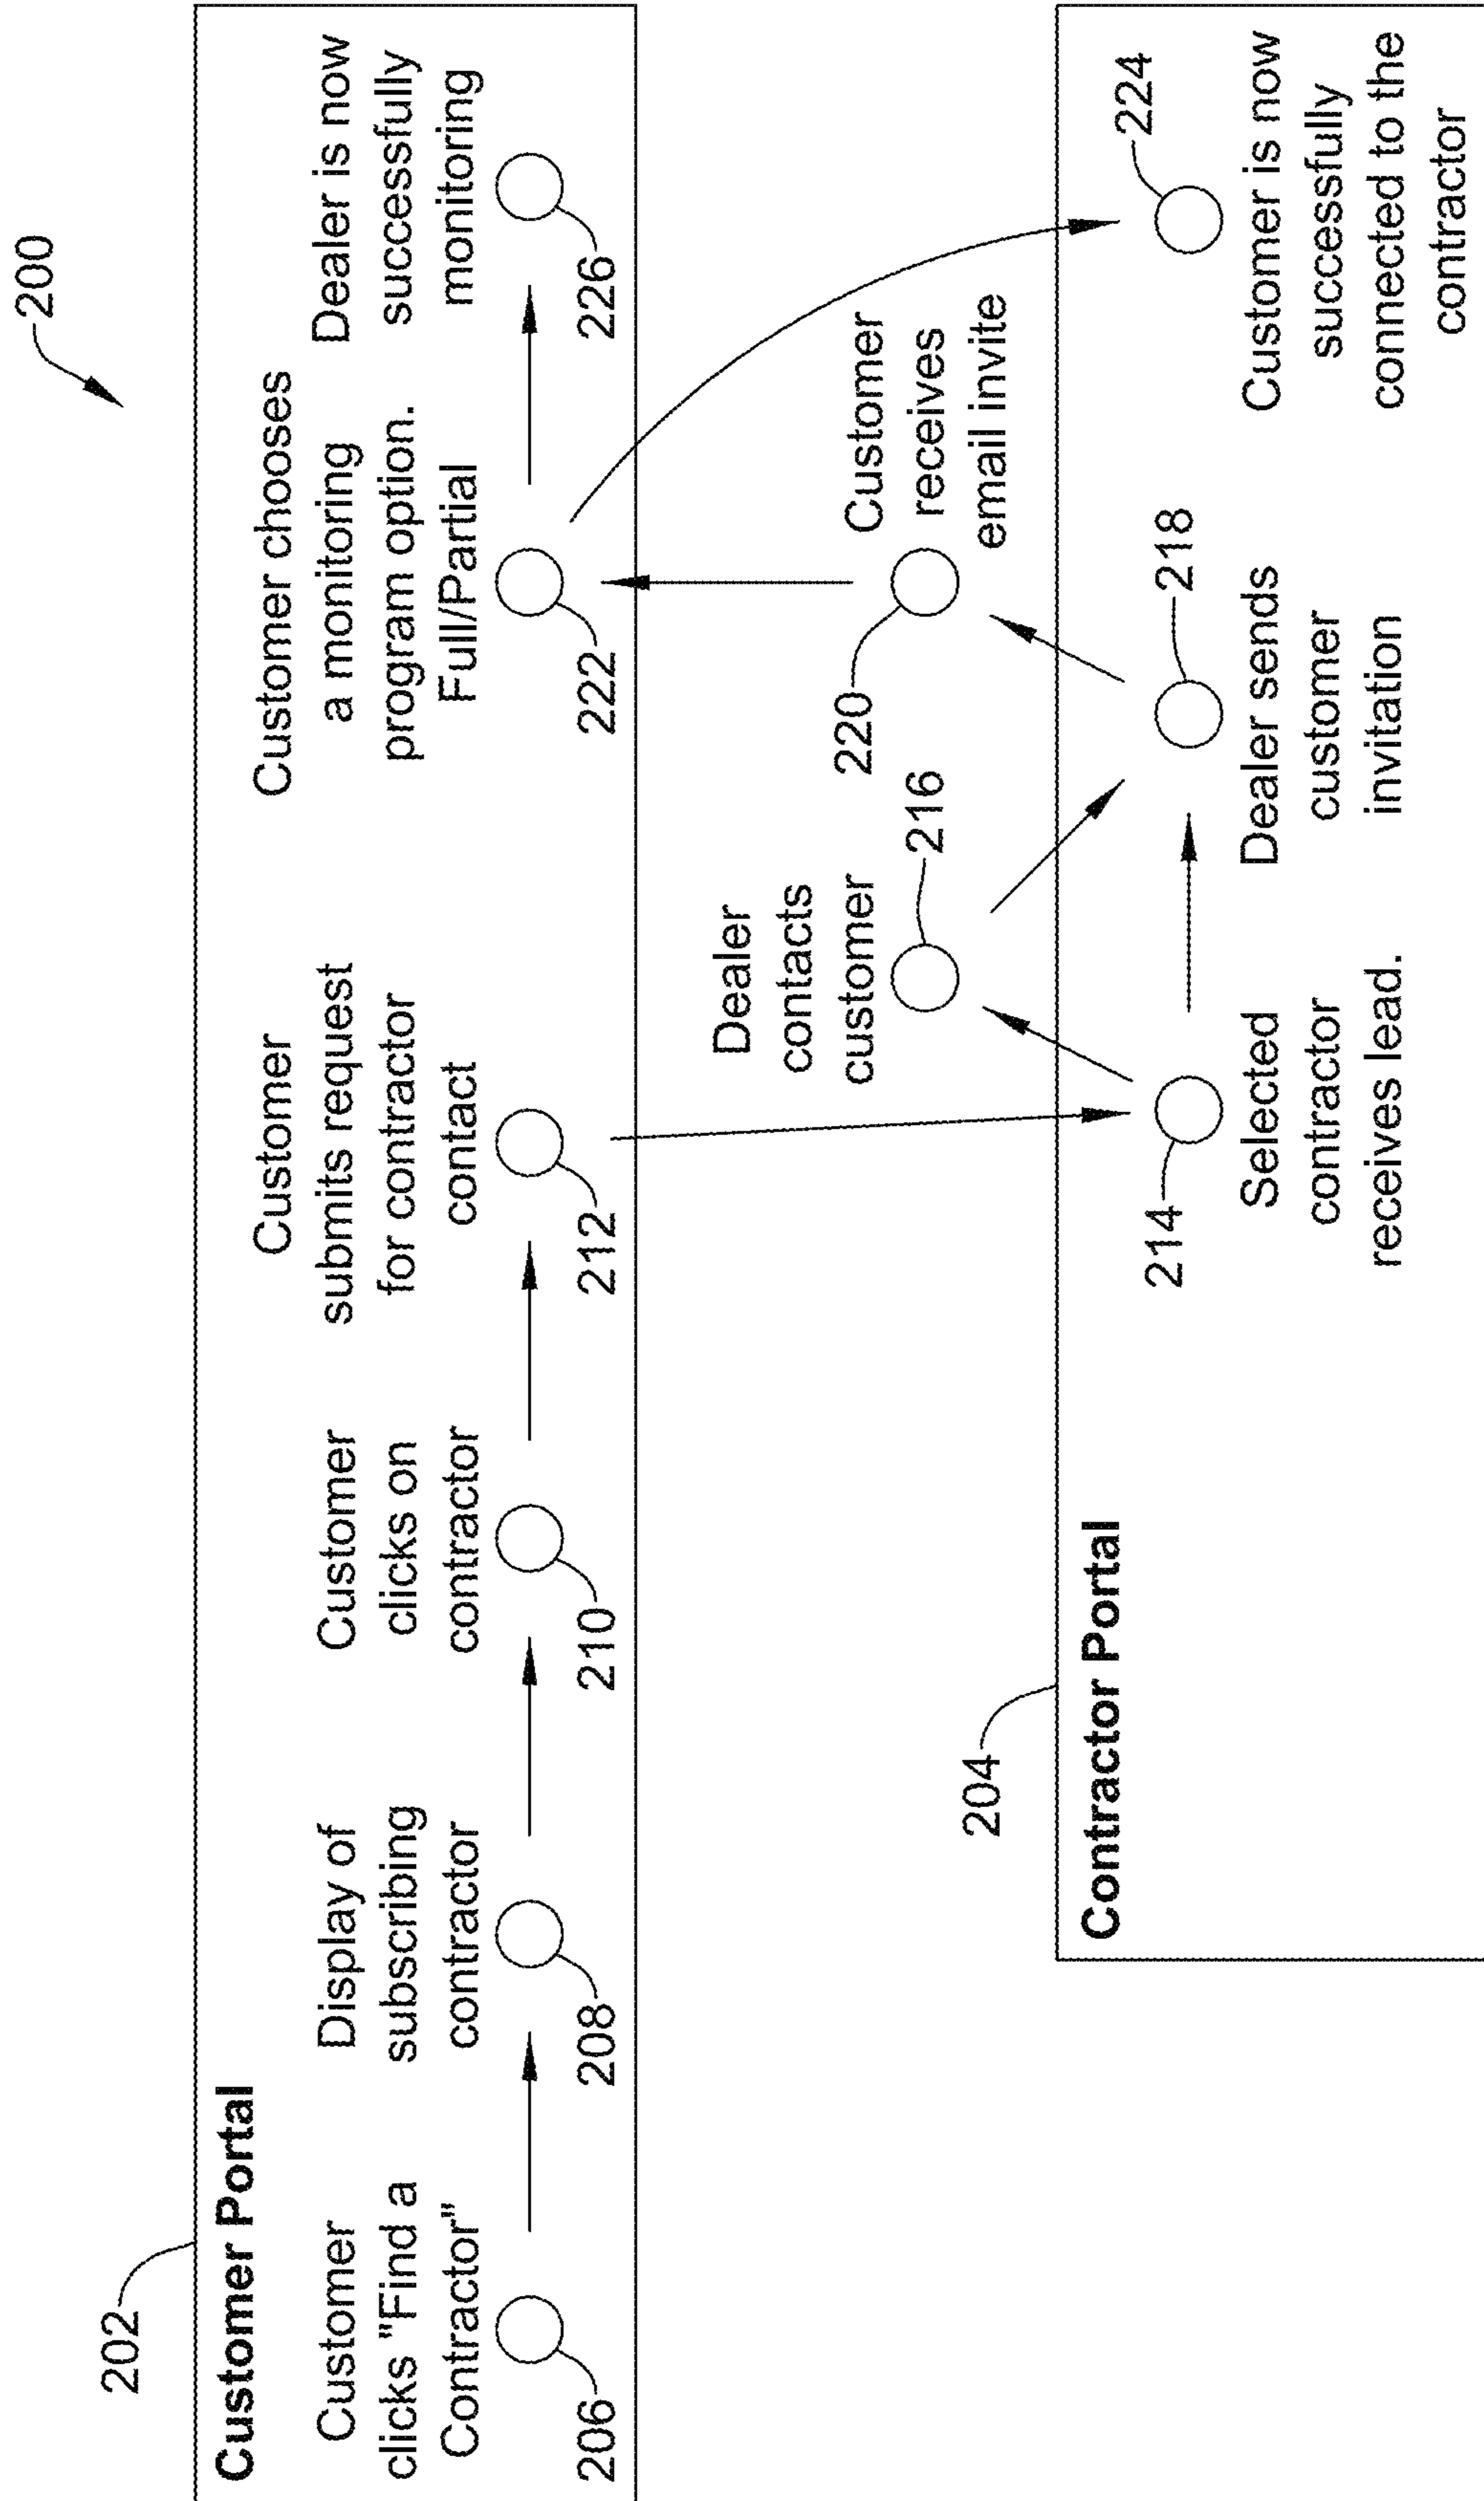 200
202
Customer Portal
Customer
clicks "Find a
Contractor"
206
Display of
subscribing
contractor
208
Customer
clicks on
contractor
210
Customer
submits request
for contractor
contact
212
Customer chooses
a monitoring
program option.
Full/Partial
222
Dealer is now
successfully
monitoring
226
Dealer
contacts
customer
216
Customer
receives
email invite
220
204
Contractor Portal
214
Selected
contractor
receives lead.
218
Dealer sends
customer
invitation
224
Customer is now
successfully
connected to the
contractor